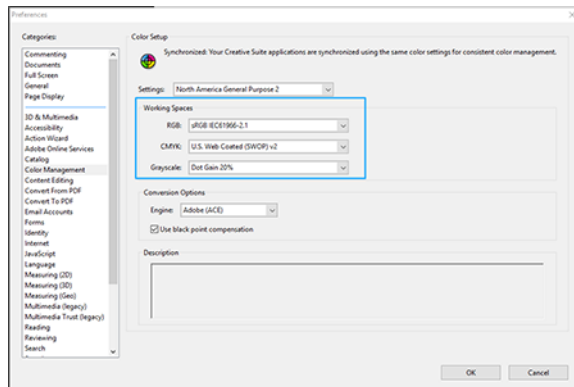 Preferences
Categories:
Commenting
Documents
Full Screen
General
Page Display
3D & Multimedia
Accessibility
Action Wizard
Adobe Online Services
Catalog
Color Management
Content Editing
Convert From PDF
Convert To PDF
Email Accounts
Forms
Identity
Internet
JavaScript
Language
Measuring (2D)
Measuring (3D)
Measuring (Geo)
Multimedia (legacy)
Multimedia Trust (legacy)
Reading
Reviewing
Search
Color Setup
Synchronized: Your Creative Suite applications are synchronized using the same color settings for consistent color management.
Settings: North America General Purpose 2
Working Spaces
RGB: sRGB IEC61966-2.1
CMYK: U.S. Web Coated (SWOP) v2
Grayscale: Dot Gain 20%
Conversion Options
Engine: Adobe (ACE)
Use black point compensation
Description
OK Cancel